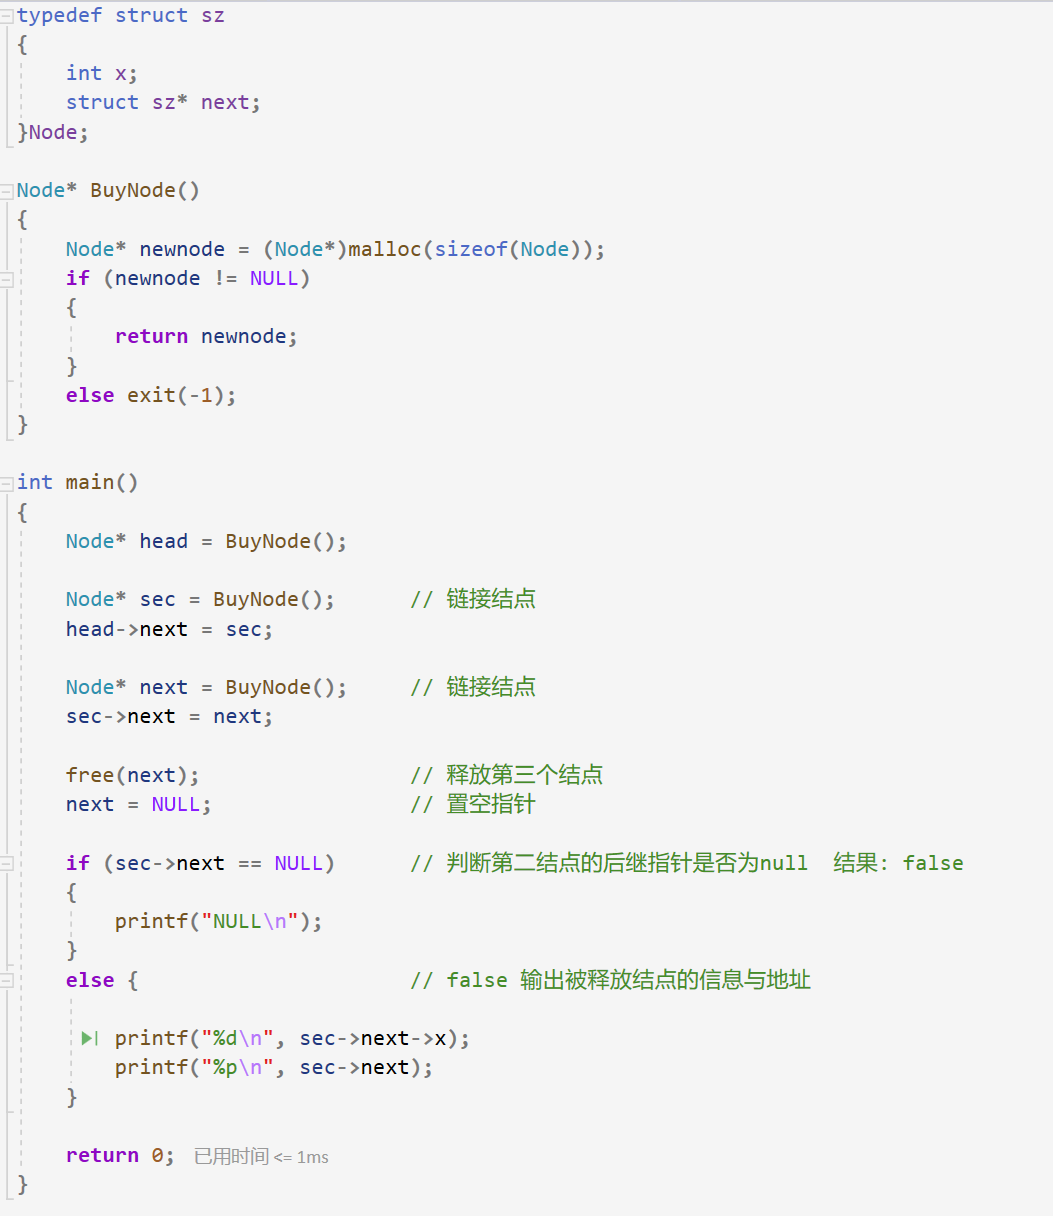 typedef struct sz
{
    int x;
    struct sz* next;
}Node;

Node* BuyNode()
{
    Node* newnode = (Node*)malloc(sizeof(Node));
    if (newnode != NULL)
    {
        return newnode;
    }
    else exit(-1);
}

int main()
{
    Node* head = BuyNode();

    Node* sec = BuyNode();      // 链接结点
    head->next = sec;

    Node* next = BuyNode();     // 链接结点
    sec->next = next;

    free(next);                 // 释放第三个结点
    next = NULL;                // 置空指针

    if (sec->next == NULL)      // 判断第二结点的后继指针是否为null  结果: false
    {
        printf("NULL\n");
    }
    else {                      // false 输出被释放结点的信息与地址

        printf("%d\n", sec->next->x);
        printf("%p\n", sec->next);
    }

    return 0;  已用时间 <= 1ms
}